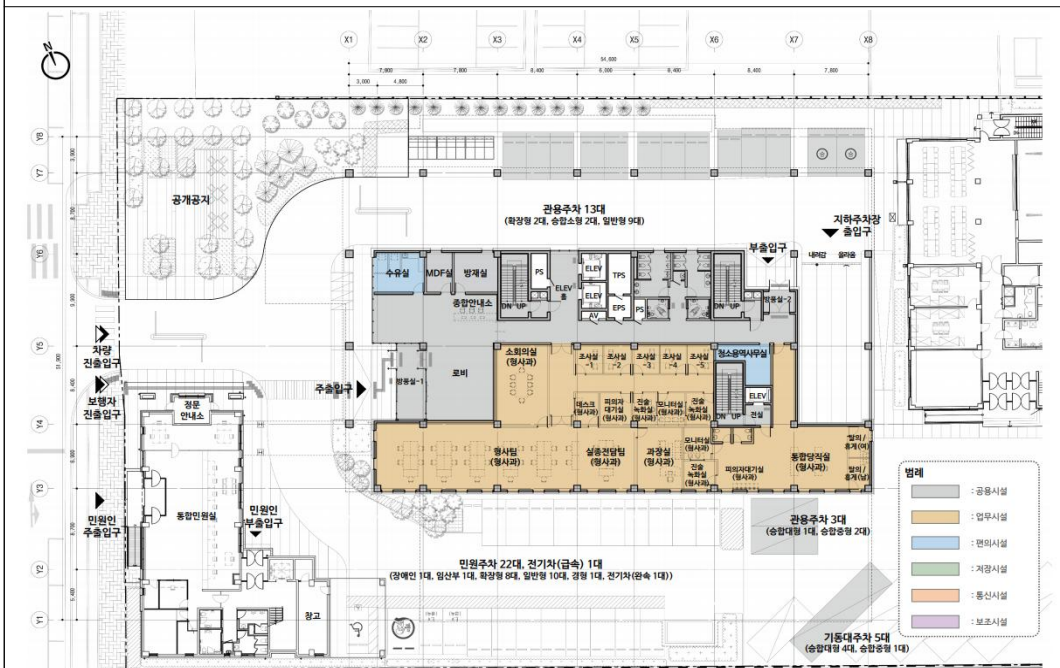 N
X1 X2 X3 X4 X5 X6 X7 X8
54,600
7,800 7,800 8,400 6,000 8,400 8,400 7,800
3,000 4,800
Y8
Y7
Y6
Y5
Y4
Y3
Y2
Y1
공개공지
관용주차 13대
(확장형 2대, 승합소형 2대, 일반형 9대)
지하주차장
출입구
내려감 올라옴
부출입구
수유실
MDF실
방재실
종합안내소
DN UP
PS
ELEV
홀
ELEV
ELEV
AV
TPS
EPS
PS
DN UP
방풍실-2
차량
진출입구
보행자
진출입구
정문
안내소
주출입구
방풍실-1
로비
소회의실
(형사과)
조사실
-1
조사실
-2
조사실
-3
조사실
-4
조사실
-5
청소용역사무실
데스크
(형사과)
피의자
대기실
(형사과)
진술
녹화실
(형사과)
모니터실
(형사과)
진술
녹화실
(형사과)
DN UP
ELEV
전실
형사팀
(형사과)
실종전담팀
(형사과)
과장실
(형사과)
모니터실
(형사과)
진술
녹화실
(형사과)
피의자대기실
(형사과)
통합당직실
(형사과)
탈의/
휴게(여)
탈의/
휴게(남)
민원인
주출입구
통합민원실
민원인
부출입구
창고
관용주차 3대
(승합대형 1대, 승합중형 2대)
민원주차 22대, 전기차(급속) 1대
(장애인 1대, 임산부 1대, 확장형 8대, 일반형 10대, 경형 1대, 전기차(완속 1대))
기동대주차 5대
(승합대형 4대, 승합중형 1대)
범례
: 공용시설
: 업무시설
: 편의시설
: 저장시설
: 통신시설
: 보조시설